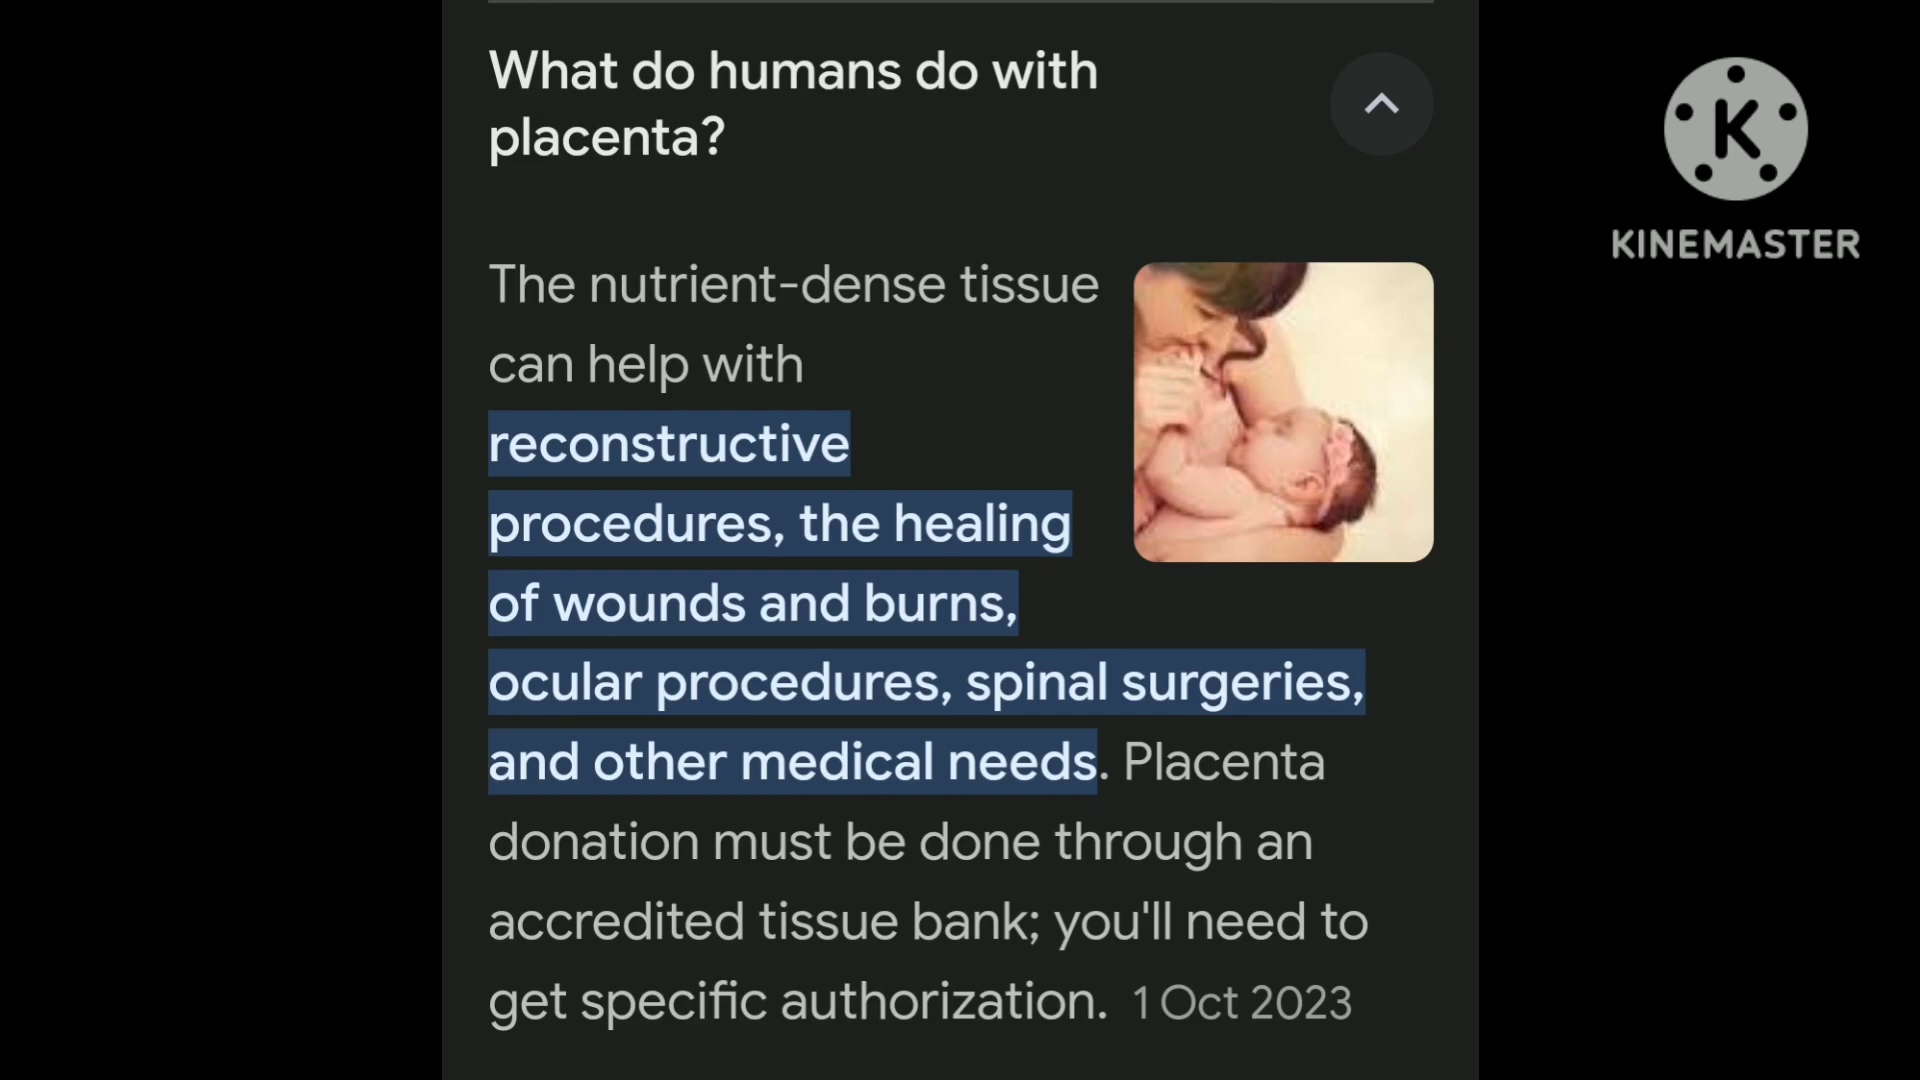 What do humans do with
placenta?
The nutrient-dense tissue
can help with
reconstructive
procedures, the healing
of wounds and burns,
ocular procedures, spinal surgeries,
and other medical needs. Placenta
donation must be done through an
accredited tissue bank; you'll need to
get specific authorization. 1 Oct 2023
K
KINEMASTER